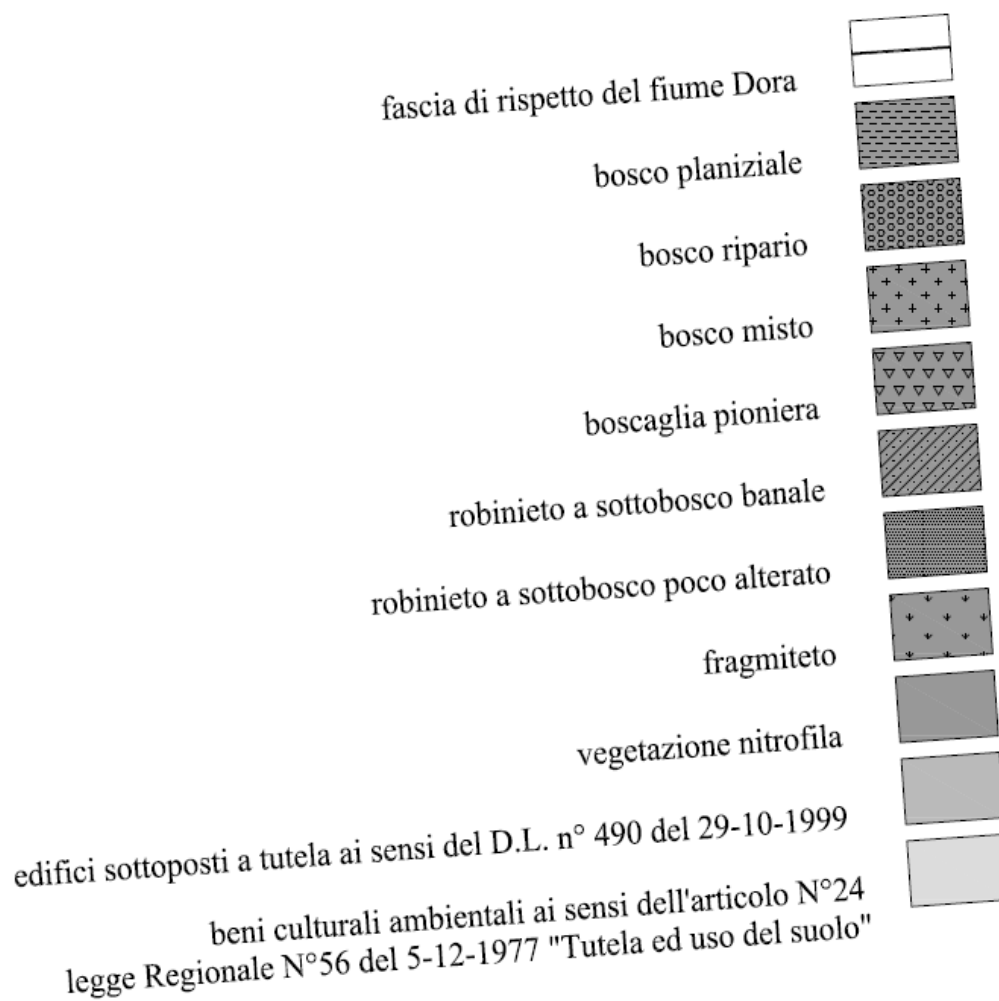 fascia di rispetto del fiume Dora
bosco planiziale
bosco ripario
bosco misto
boscaglia pioniera
robinieto a sottobosco banale
robinieto a sottobosco poco alterato
fragmiteto
vegetazione nitrofila
edifici sottoposti a tutela ai sensi del D.L. n° 490 del 29-10-1999
beni culturali ambientali ai sensi dell'articolo N°24
legge Regionale N°56 del 5-12-1977 "Tutela ed uso del suolo"